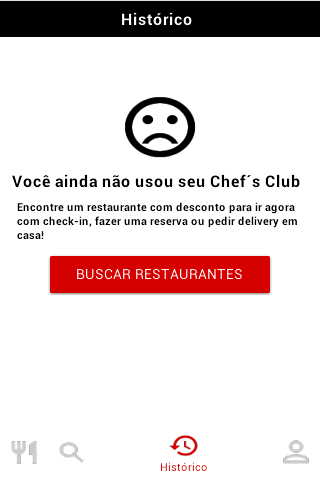 Histórico
Você ainda não usou seu Chef´s Club
Encontre um restaurante com desconto para ir agora
com check-in, fazer uma reserva ou pedir delivery em
casa!
BUSCAR RESTAURANTES
Histórico